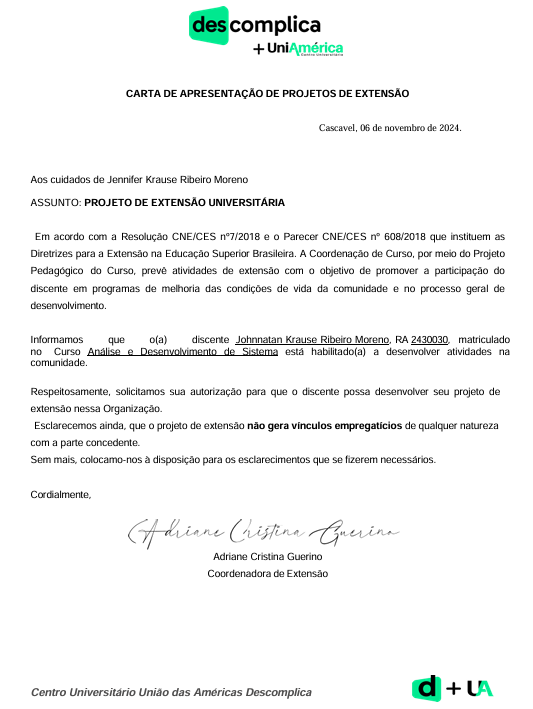 descomplica
+ UniAmérica
Centro Universitário
CARTA DE APRESENTAÇÃO DE PROJETOS DE EXTENSÃO
Cascavel, 06 de novembro de 2024.
Aos cuidados de Jennifer Krause Ribeiro Moreno
ASSUNTO: PROJETO DE EXTENSÃO UNIVERSITÁRIA
Em acordo com a Resolução CNE/CES nº7/2018 e o Parecer CNE/CES nº 608/2018 que instituem as
Diretrizes para a Extensão na Educação Superior Brasileira. A Coordenação de Curso, por meio do Projeto
Pedagógico do Curso, prevê atividades de extensão com o objetivo de promover a participação do
discente em programas de melhoria das condições de vida da comunidade e no processo geral de
desenvolvimento.
Informamos que o(a) discente Johnnatan Krause Ribeiro Moreno, RA 2430030, matriculado
no Curso Análise e Desenvolvimento de Sistema está habilitado(a) a desenvolver atividades na
comunidade.
Respeitosamente, solicitamos sua autorização para que o discente possa desenvolver seu projeto de
extensão nessa Organização.
Esclarecemos ainda, que o projeto de extensão não gera vínculos empregatícios de qualquer natureza
com a parte concedente.
Sem mais, colocamo-nos à disposição para os esclarecimentos que se fizerem necessários.
Cordialmente,
Adriane Cristina Guerino
Adriane Cristina Guerino
Coordenadora de Extensão
Centro Universitário União das Américas Descomplica
d + UA